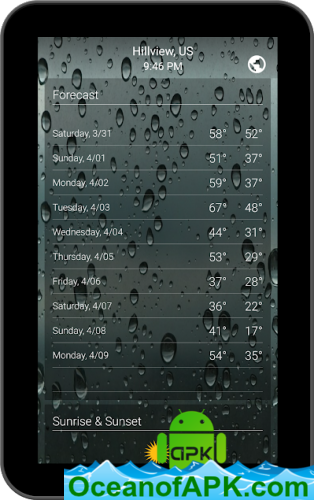 Hillview, US
9:46 PM
Forecast
Saturday, 3/31 58° 52°
Sunday, 4/01 51° 37°
Monday, 4/02 59° 37°
Tuesday, 4/03 67° 48°
Wednesday, 4/04 44° 31°
Thursday, 4/05 53° 29°
Friday, 4/06 37° 28°
Saturday, 4/07 36° 22°
Sunday, 4/08 41° 17°
Monday, 4/09 54° 35°
Sunrise & Sunset
APK
OceanofAPK.com